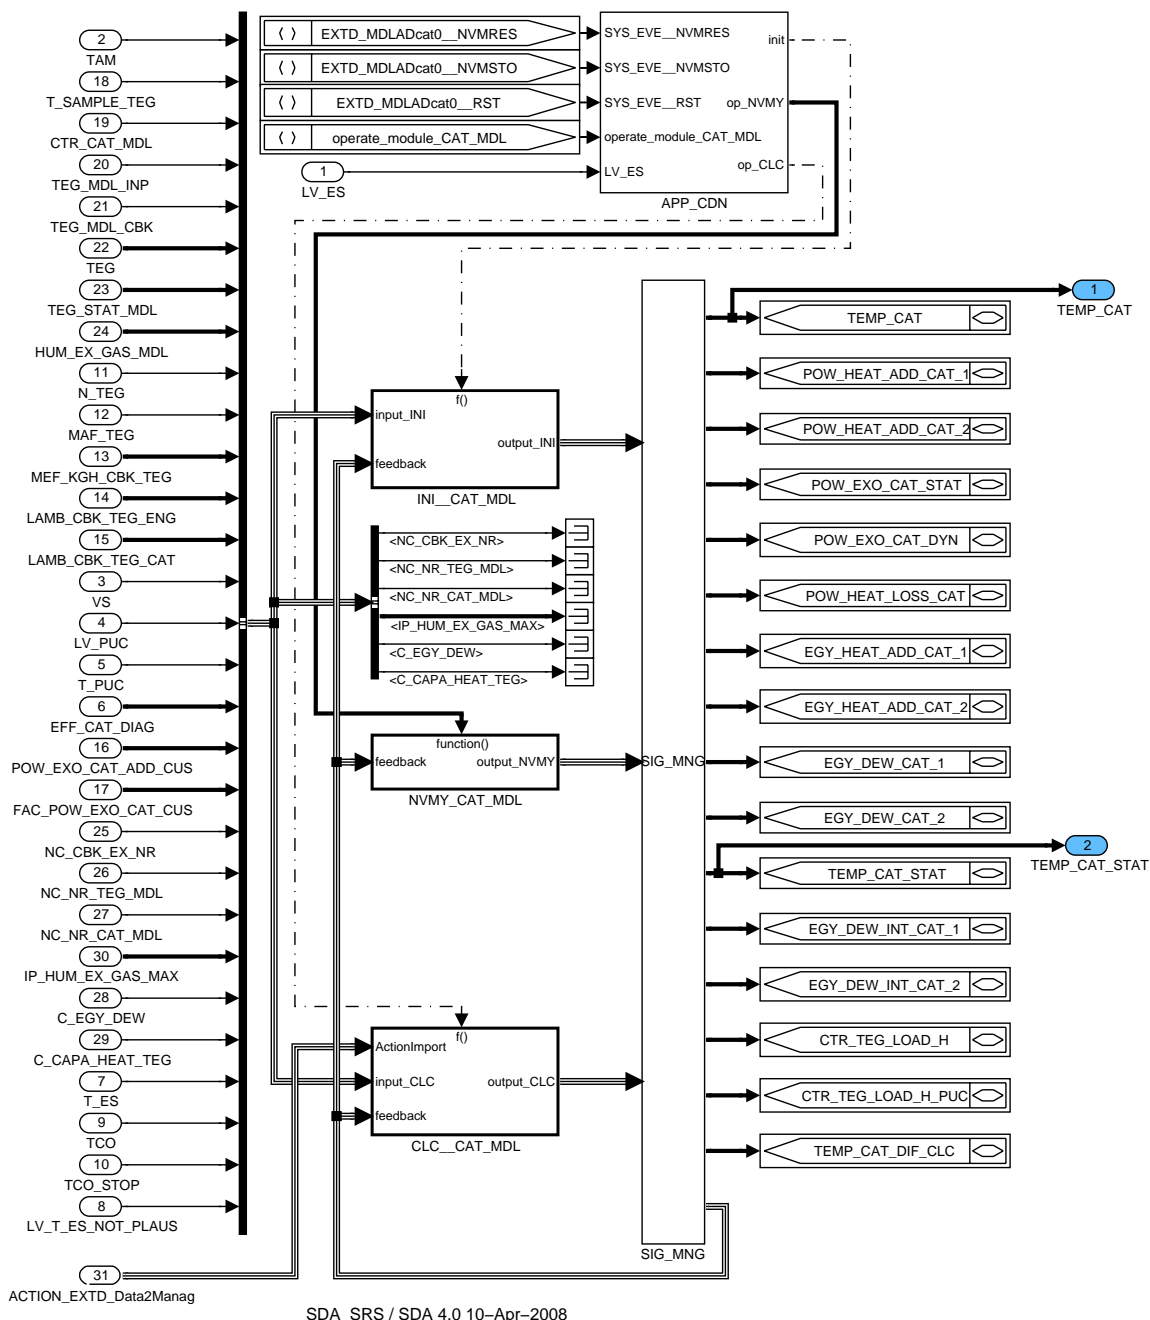 2
TAM
18
T_SAMPLE_TEG
19
CTR_CAT_MDL
20
TEG_MDL_INP
21
TEG_MDL_CBK
22
TEG
23
TEG_STAT_MDL
24
HUM_EX_GAS_MDL
11
N_TEG
12
MAF_TEG
13
MEF_KGH_CBK_TEG
14
LAMB_CBK_TEG_ENG
15
LAMB_CBK_TEG_CAT
3
VS
4
LV_PUC
5
T_PUC
6
EFF_CAT_DIAG
16
POW_EXO_CAT_ADD_CUS
17
FAC_POW_EXO_CAT_CUS
25
NC_CBK_EX_NR
26
NC_NR_TEG_MDL
27
NC_NR_CAT_MDL
30
IP_HUM_EX_GAS_MAX
28
C_EGY_DEW
29
C_CAPA_HEAT_TEG
7
T_ES
9
TCO
10
TCO_STOP
8
LV_T_ES_NOT_PLAUS
31
ACTION_EXTD_Data2Manag
EXTD_MDLADcat0__NVMRES
EXTD_MDLADcat0__NVMSTO
EXTD_MDLADcat0__RST
operate_module_CAT_MDL
1
LV_ES
SYS_EVE__NVMRES
SYS_EVE__NVMSTO
SYS_EVE__RST
operate_module_CAT_MDL
LV_ES
init
op_NVMY
op_CLC
APP_CDN
f()
input_INI
output_INI
feedback
INI__CAT_MDL
<NC_CBK_EX_NR>
<NC_NR_TEG_MDL>
<NC_NR_CAT_MDL>
<IP_HUM_EX_GAS_MAX>
<C_EGY_DEW>
<C_CAPA_HEAT_TEG>
function()
feedback
output_NVMY
NVMY_CAT_MDL
f()
ActionImport
input_CLC
output_CLC
feedback
CLC__CAT_MDL
SIG_MNG
SIG_MNG
1
TEMP_CAT
TEMP_CAT
POW_HEAT_ADD_CAT_1
POW_HEAT_ADD_CAT_2
POW_EXO_CAT_STAT
POW_EXO_CAT_DYN
POW_HEAT_LOSS_CAT
EGY_HEAT_ADD_CAT_1
EGY_HEAT_ADD_CAT_2
EGY_DEW_CAT_1
EGY_DEW_CAT_2
2
TEMP_CAT_STAT
TEMP_CAT_STAT
EGY_DEW_INT_CAT_1
EGY_DEW_INT_CAT_2
CTR_TEG_LOAD_H
CTR_TEG_LOAD_H_PUC
TEMP_CAT_DIF_CLC
SDA_SRS / SDA 4.0 10–Apr–2008